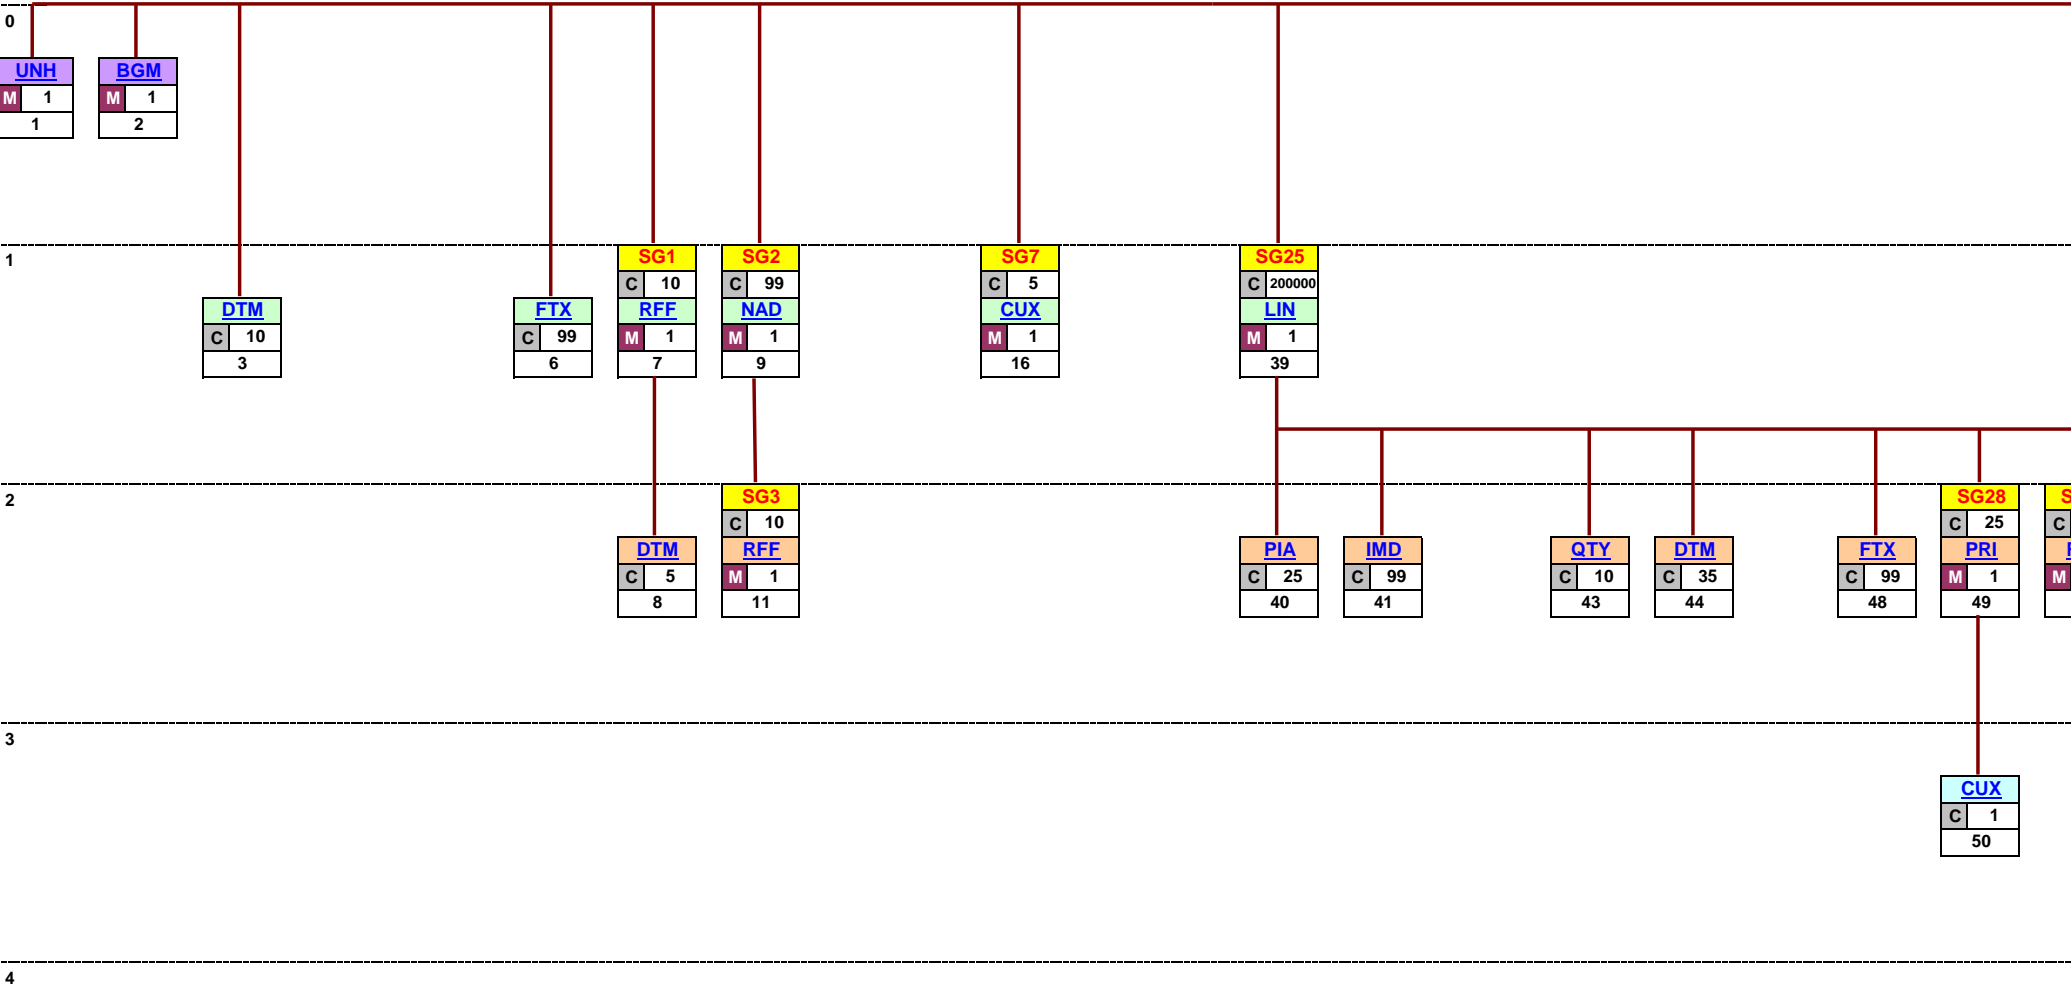 0
UNH BGM
M 1 M 1
1 2
1
SG1 SG2 SG7 SG25
C 10 C 99 C 5 C 200000
DTM FTX RFF NAD CUX LIN
C 10 C 99 M 1 M 1 M 1 M 1
3 6 7 9 16 39
2
SG3 SG28 S
C 10 C 25 C
DTM RFF PIA IMD QTY DTM FTX PRI
C 5 M 1 C 25 C 99 C 10 C 35 C 99 M 1 M
8 11 40 41 43 44 48 49
3
CUX
C 1
50
4